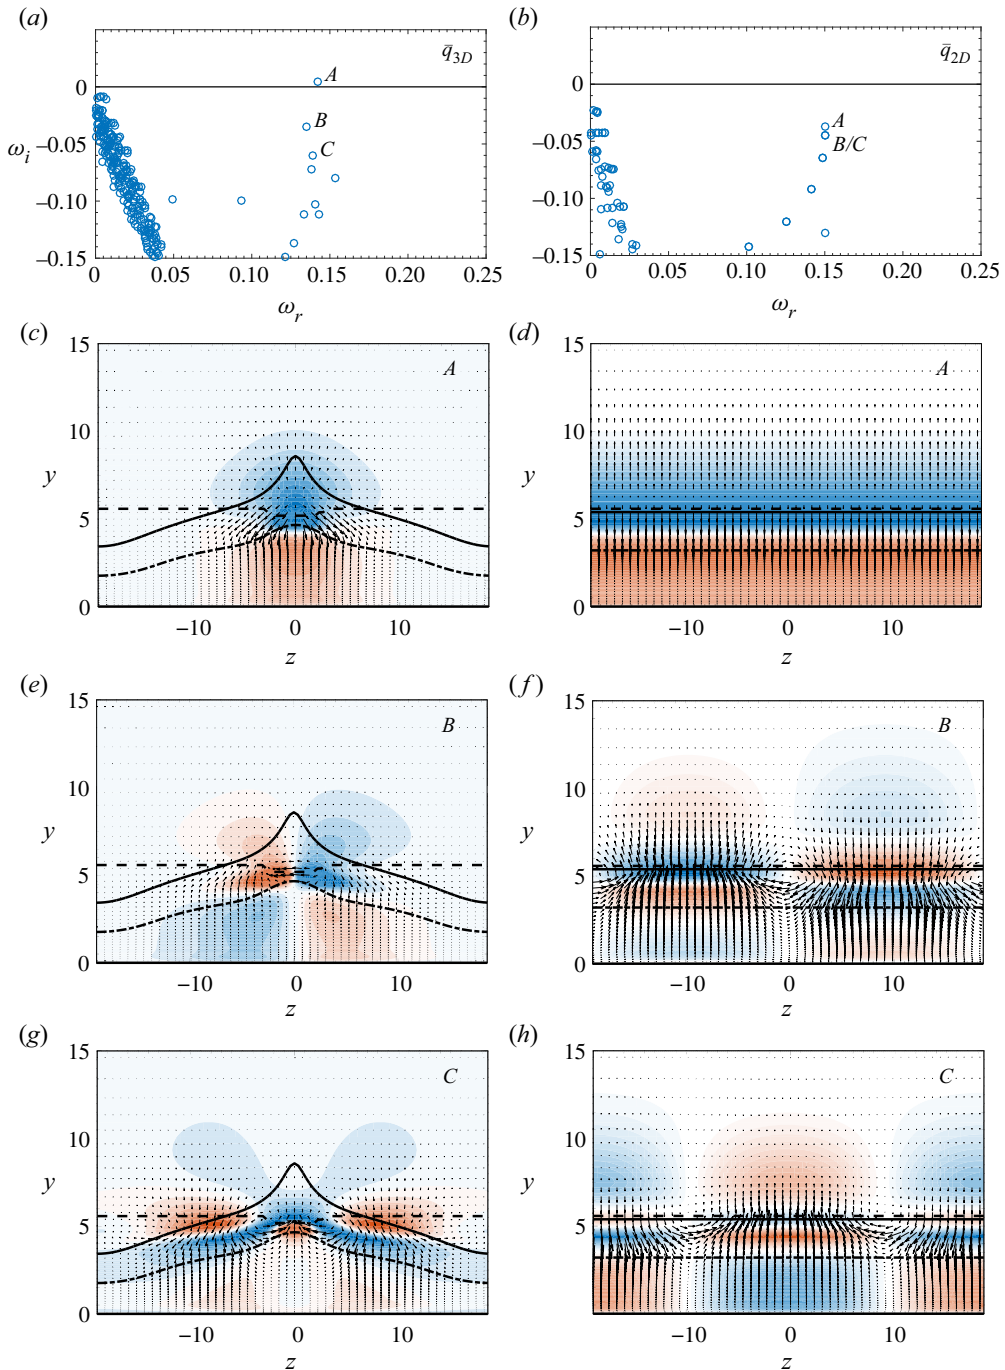 (a) (b)
q̄3D q̄2D
0 A 0
B A
−0.05 C −0.05 B/C
ωi
−0.10 −0.10
−0.15 −0.15
0 0.05 0.10 0.15 0.20 0.25 0 0.05 0.10 0.15 0.20 0.25
ωr ωr
(c) (d)
15 A 15 A
10 10
y y
5 5
0 0
−10 0 10 −10 0 10
z z
(e) (f)
15 B 15 B
10 10
y y
5 5
0 0
−10 0 10 −10 0 10
z z
(g) (h)
15 C 15 C
10 10
y y
5 5
0 0
−10 0 10 −10 0 10
z z